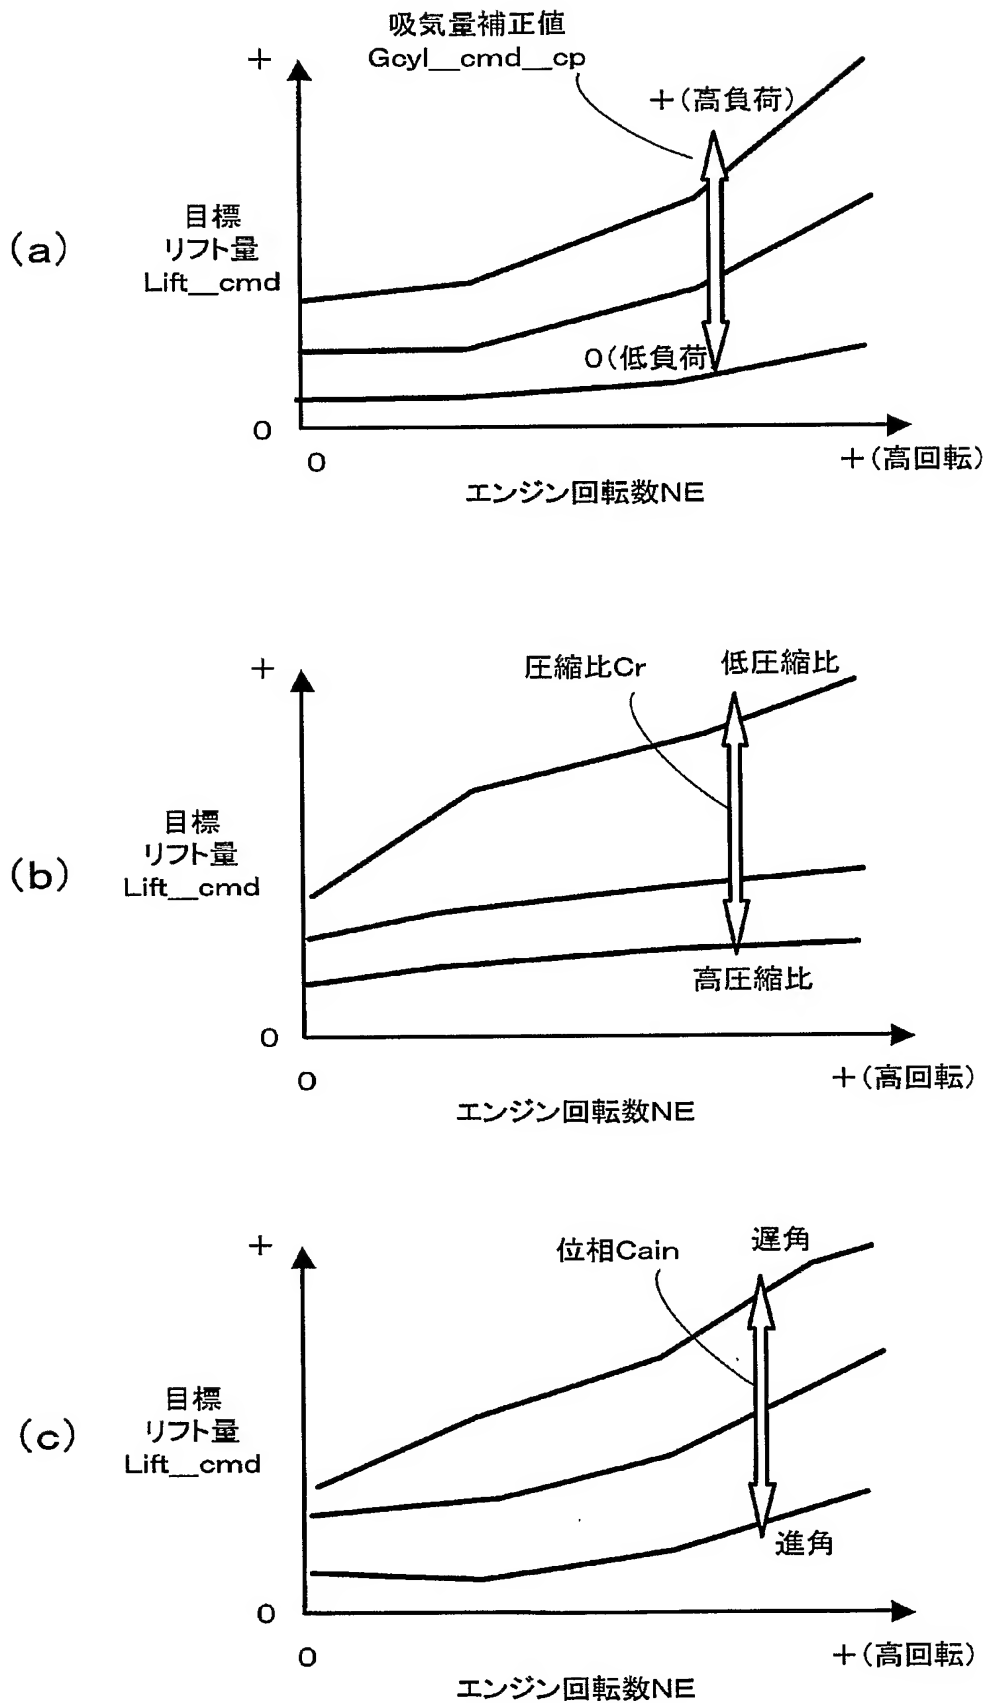 吸気量補正値
Gcyl__cmd__cp
+
+(高負荷)
(a)
目標
リフト量
Lift__cmd
0(低負荷)
0
0
+(高回転)
エンジン回転数NE
+
圧縮比Cr
低圧縮比
(b)
目標
リフト量
Lift__cmd
高圧縮比
0
0
+(高回転)
エンジン回転数NE
+
位相Cain
遅角
(c)
目標
リフト量
Lift__cmd
進角
0
0
+(高回転)
エンジン回転数NE